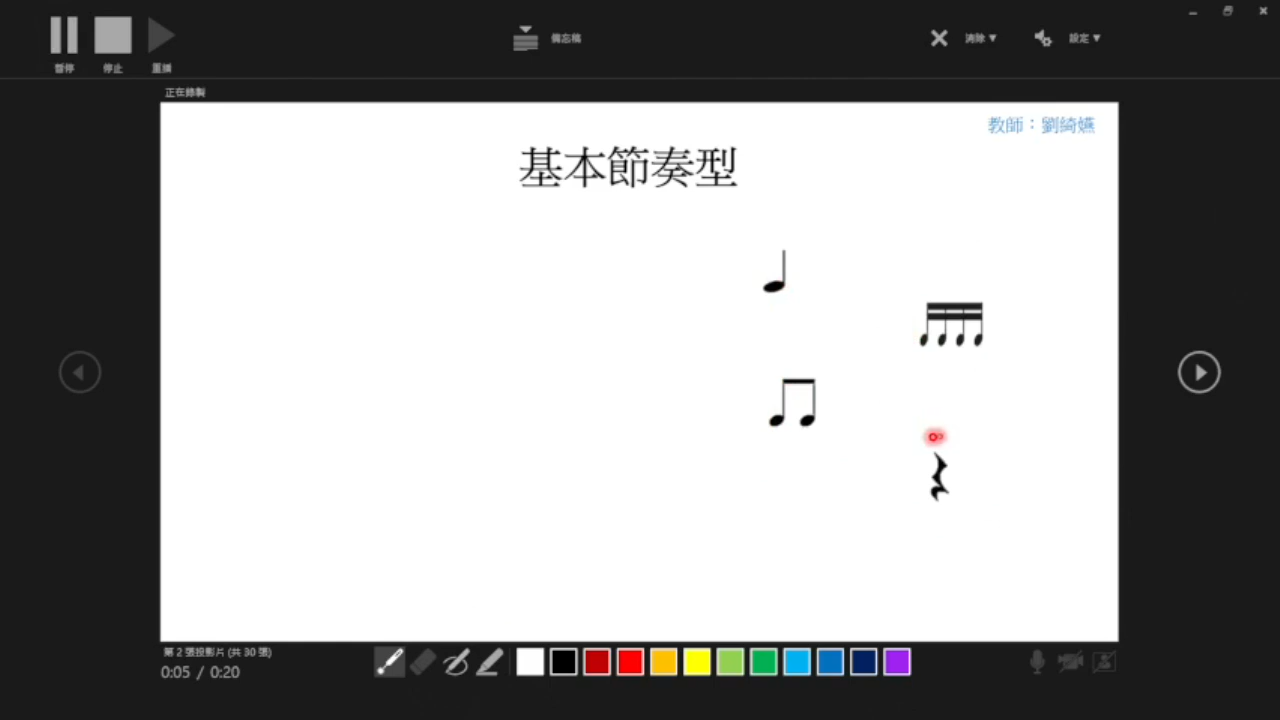 暫停
停止
重播
備忘稿
清除
設定
正在錄製
教師：劉綺嬿
基本節奏型
第 2 張投影片 (共 30 張)
0:05 / 0:20